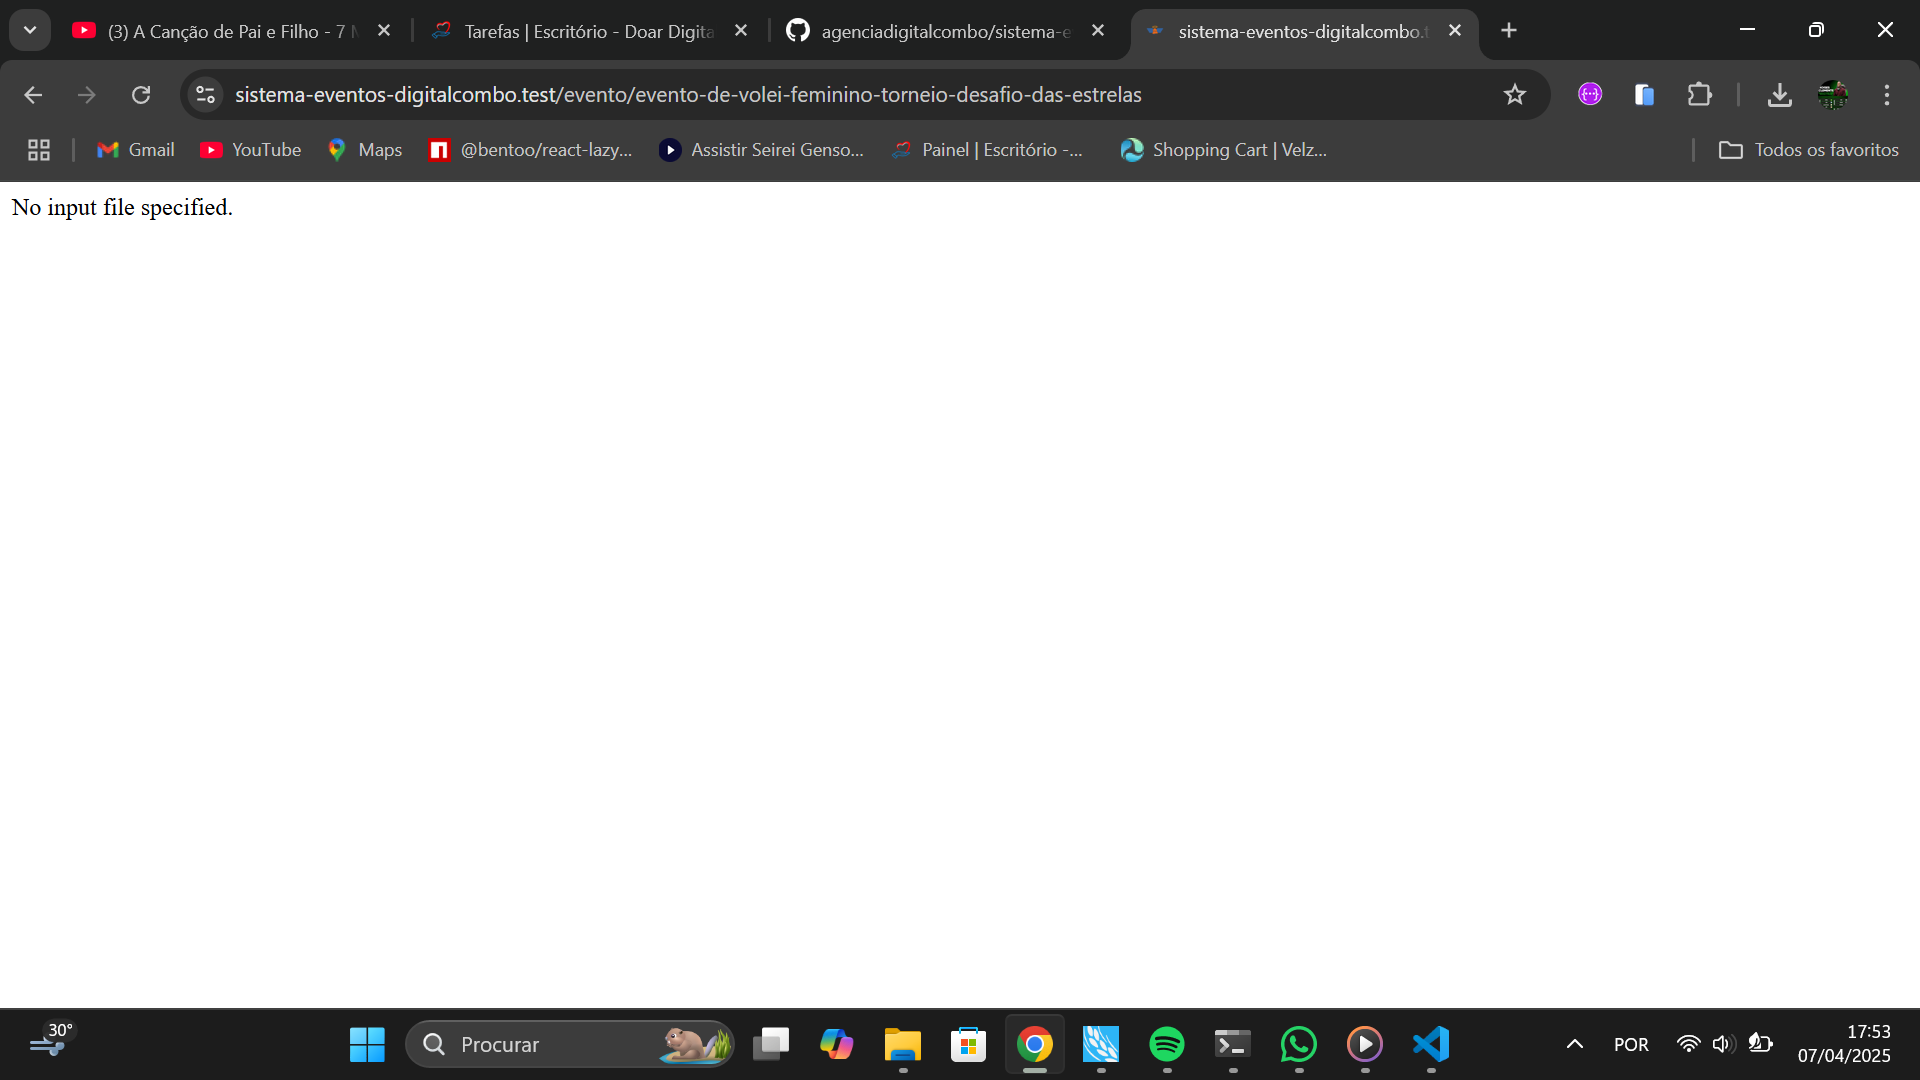 (3) A Canção de Pai e Filho - 7 M
Tarefas | Escritório - Doar Digita
agenciadigitalcombo/sistema-e
sistema-eventos-digitalcombo.t
sistema-eventos-digitalcombo.test/evento/evento-de-volei-feminino-torneio-desafio-das-estrelas
Gmail
YouTube
Maps
@bentoo/react-lazy...
Assistir Seirei Genso...
Painel | Escritório -...
Shopping Cart | Velz...
Todos os favoritos
No input file specified.
30°
Procurar
POR
17:53
07/04/2025